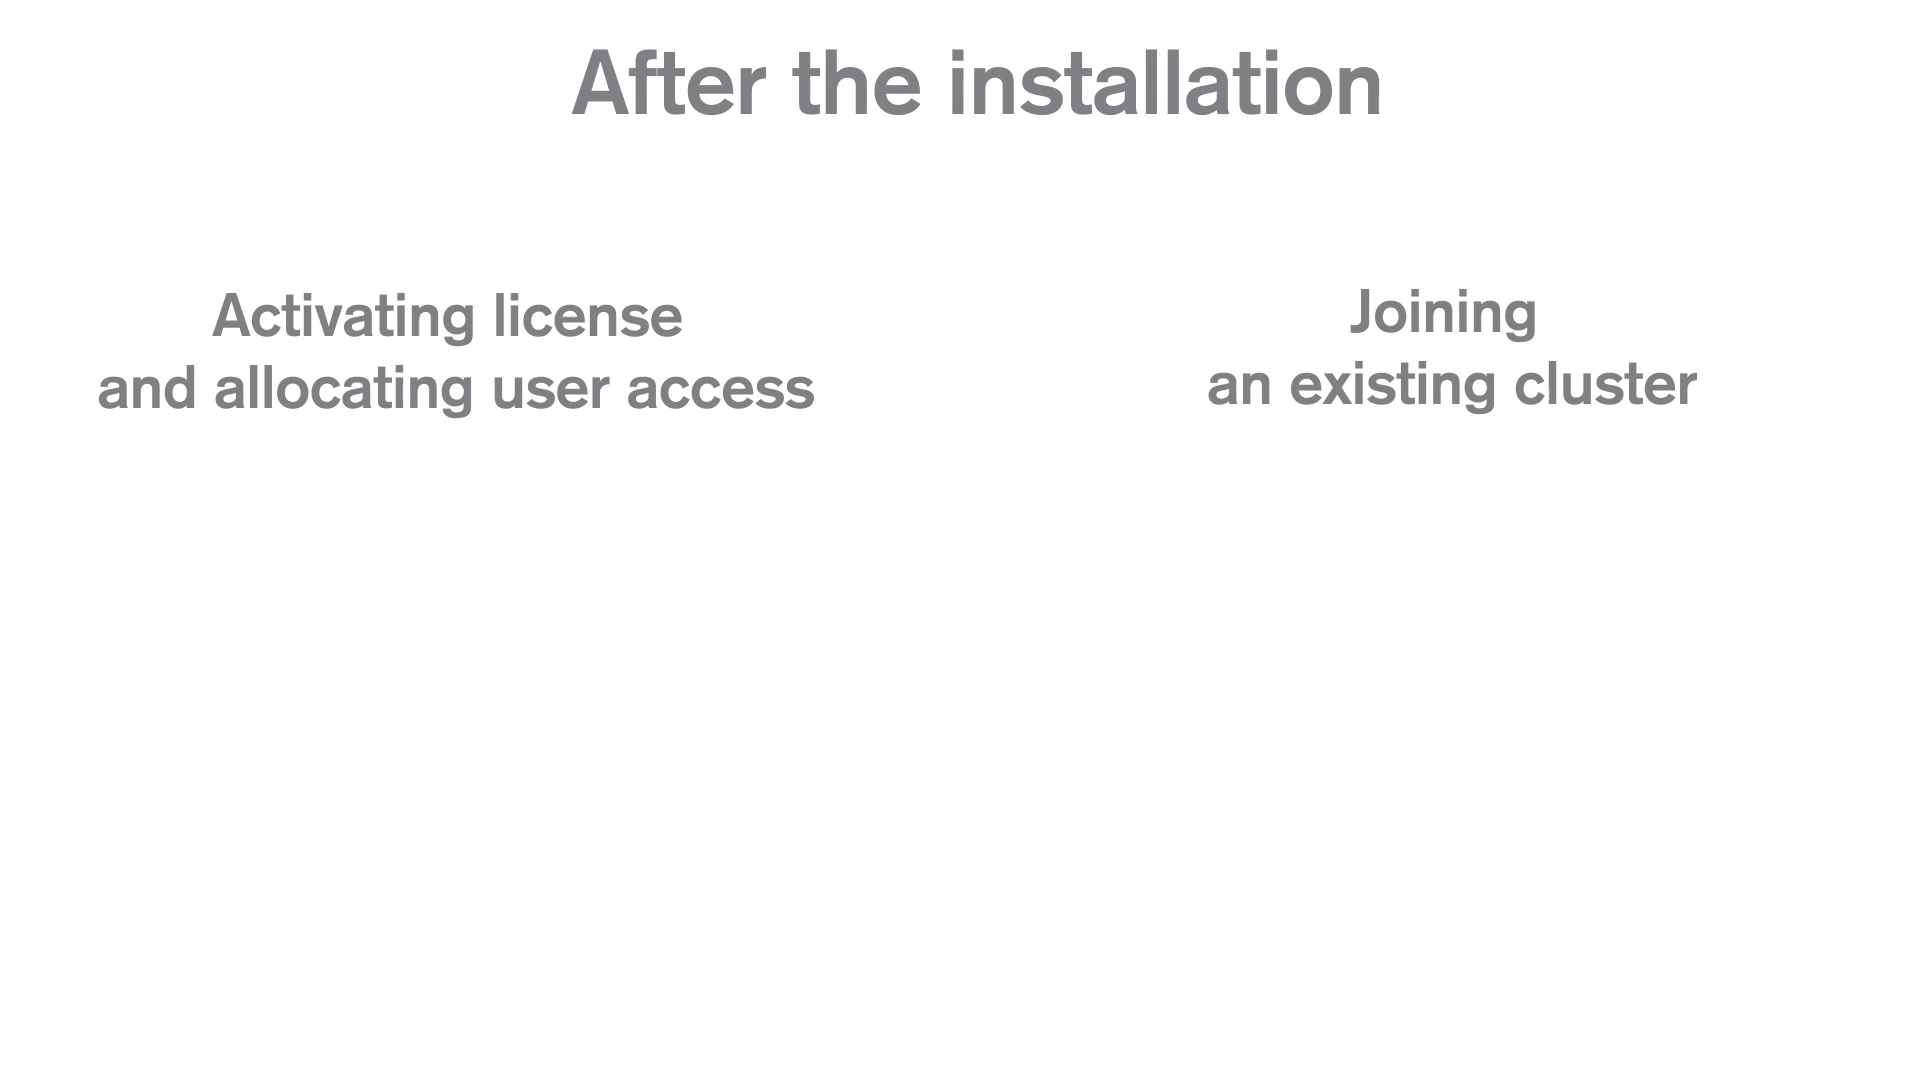 After the installation
Activating license
and allocating user access
Joining
an existing cluster